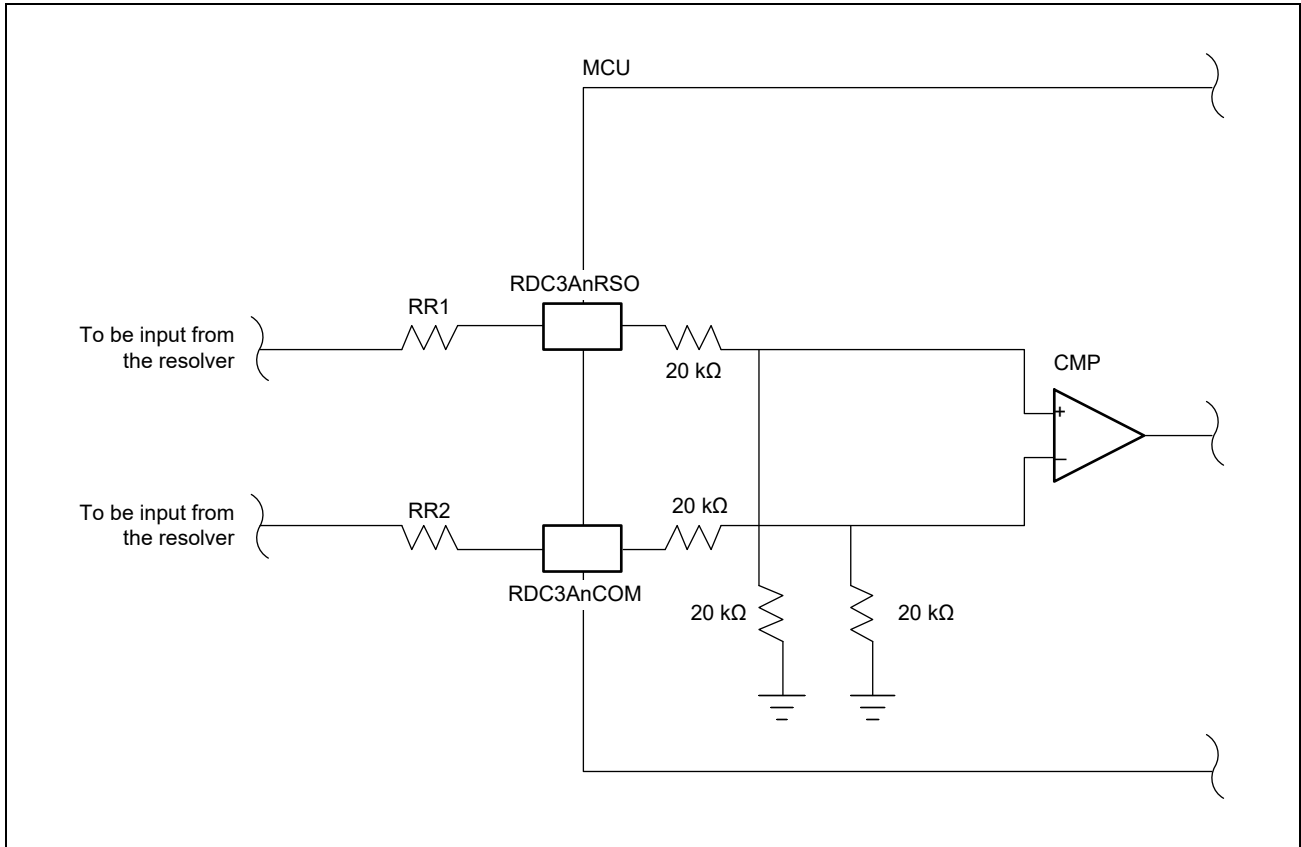 MCU
RDC3AnRSO
RR1
To be input from
the resolver
20 kΩ
CMP
+
−
To be input from
the resolver
RR2
20 kΩ
RDC3AnCOM
20 kΩ
20 kΩ